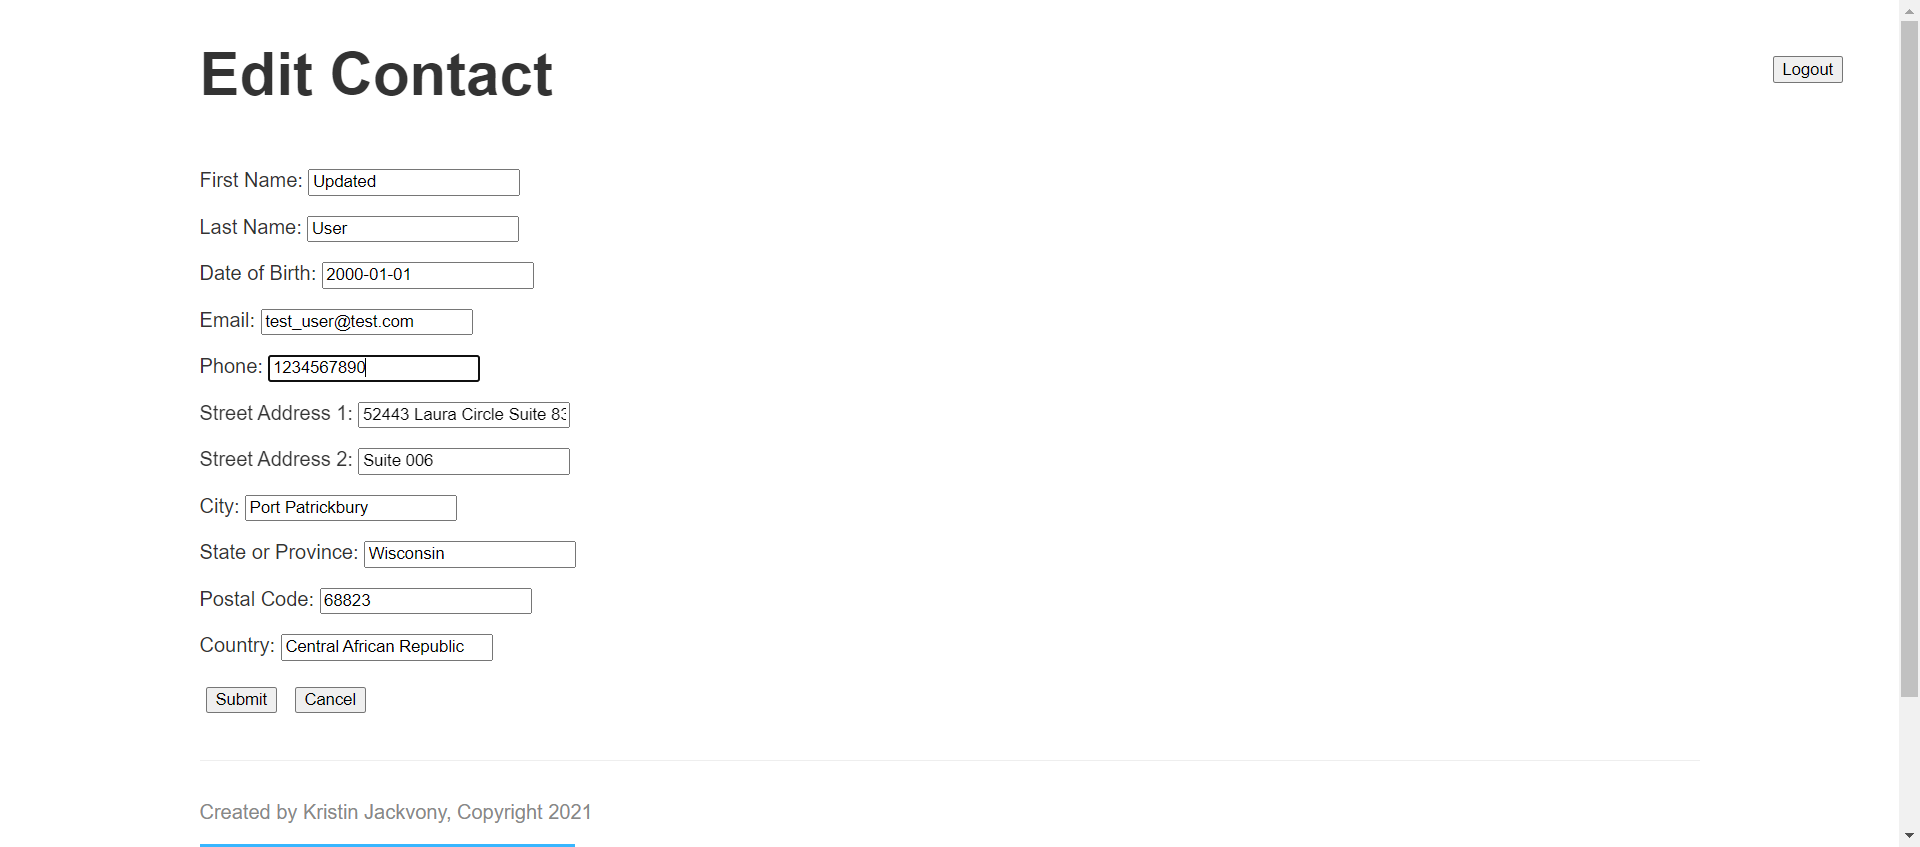 Edit Contact
Logout
First Name: Updated
Last Name: User
Date of Birth: 2000-01-01
Email: test_user@test.com
Phone: 1234567890
Street Address 1: 52443 Laura Circle Suite 83
Street Address 2: Suite 006
City: Port Patrickbury
State or Province: Wisconsin
Postal Code: 68823
Country: Central African Republic
Submit Cancel
Created by Kristin Jackvony, Copyright 2021